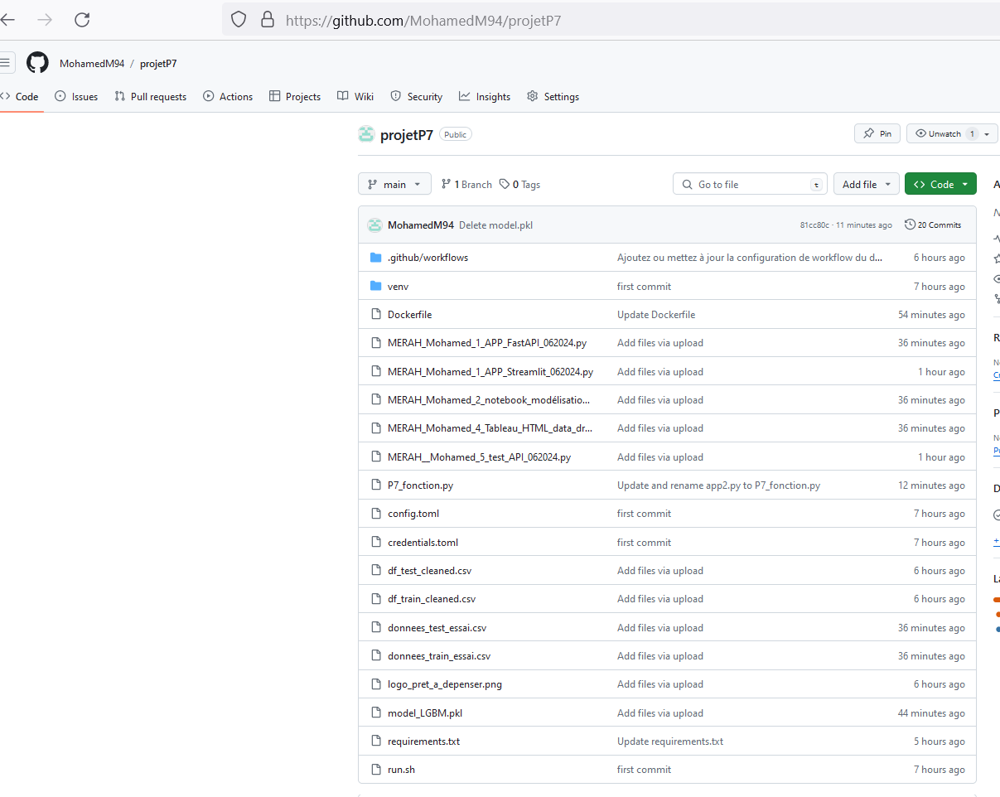 https://github.com/MohamedM94/projetP7
MohamedM94 / projetP7
Code Issues Pull requests Actions Projects Wiki Security Insights Settings
projetP7 Public Pin Unwatch 1
main 1 Branch 0 Tags Go to file t Add file Code
MohamedM94 Delete model.pkl 81cc80c · 11 minutes ago 20 Commits
.github/workflows Ajoutez ou mettez à jour la configuration de workflow du d... 6 hours ago
venv first commit 7 hours ago
Dockerfile Update Dockerfile 54 minutes ago
MERAH_Mohamed_1_APP_FastAPI_062024.py Add files via upload 36 minutes ago
MERAH_Mohamed_1_APP_Streamlit_062024.py Add files via upload 1 hour ago
MERAH_Mohamed_2_notebook_modélisatio... Add files via upload 36 minutes ago
MERAH_Mohamed_4_Tableau_HTML_data_dr... Add files via upload 36 minutes ago
MERAH__Mohamed_5_test_API_062024.py Add files via upload 1 hour ago
P7_fonction.py Update and rename app2.py to P7_fonction.py 12 minutes ago
config.toml first commit 7 hours ago
credentials.toml first commit 7 hours ago
df_test_cleaned.csv Add files via upload 6 hours ago
df_train_cleaned.csv Add files via upload 6 hours ago
donnees_test_essai.csv Add files via upload 36 minutes ago
donnees_train_essai.csv Add files via upload 36 minutes ago
logo_pret_a_depenser.png Add files via upload 6 hours ago
model_LGBM.pkl Add files via upload 44 minutes ago
requirements.txt Update requirements.txt 5 hours ago
run.sh first commit 7 hours ago